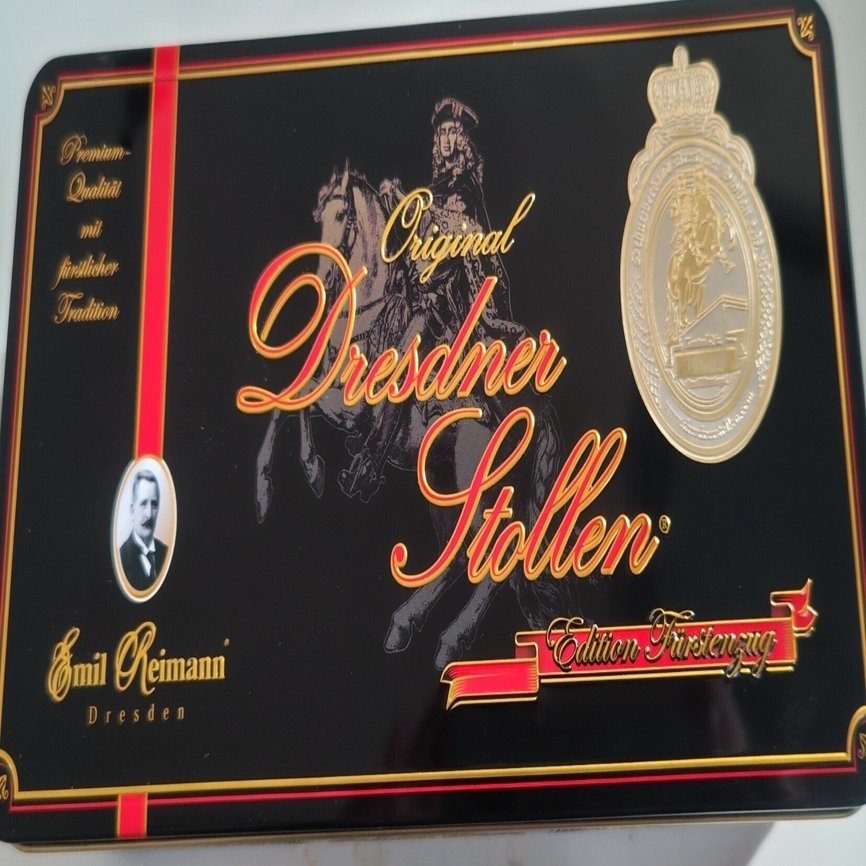 Premium-
Qualität
mit
fürstlicher
Tradition
Original
Dresdner
Stollen®
Edition Fürstenzug
Emil Reimann®
Dresden